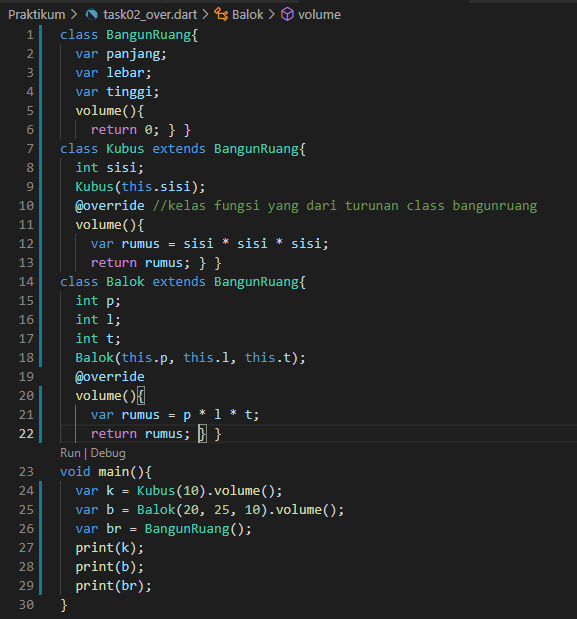 Praktikum > task02_over.dart > Balok > volume
1 class BangunRuang{
2 var panjang;
3 var lebar;
4 var tinggi;
5 volume(){
6 return 0; } }
7 class Kubus extends BangunRuang{
8 int sisi;
9 Kubus(this.sisi);
10 @override //kelas fungsi yang dari turunan class bangunruang
11 volume(){
12 var rumus = sisi * sisi * sisi;
13 return rumus; } }
14 class Balok extends BangunRuang{
15 int p;
16 int l;
17 int t;
18 Balok(this.p, this.l, this.t);
19 @override
20 volume(){
21 var rumus = p * l * t;
22 return rumus; } }
Run | Debug
23 void main(){
24 var k = Kubus(10).volume();
25 var b = Balok(20, 25, 10).volume();
26 var br = BangunRuang();
27 print(k);
28 print(b);
29 print(br);
30 }